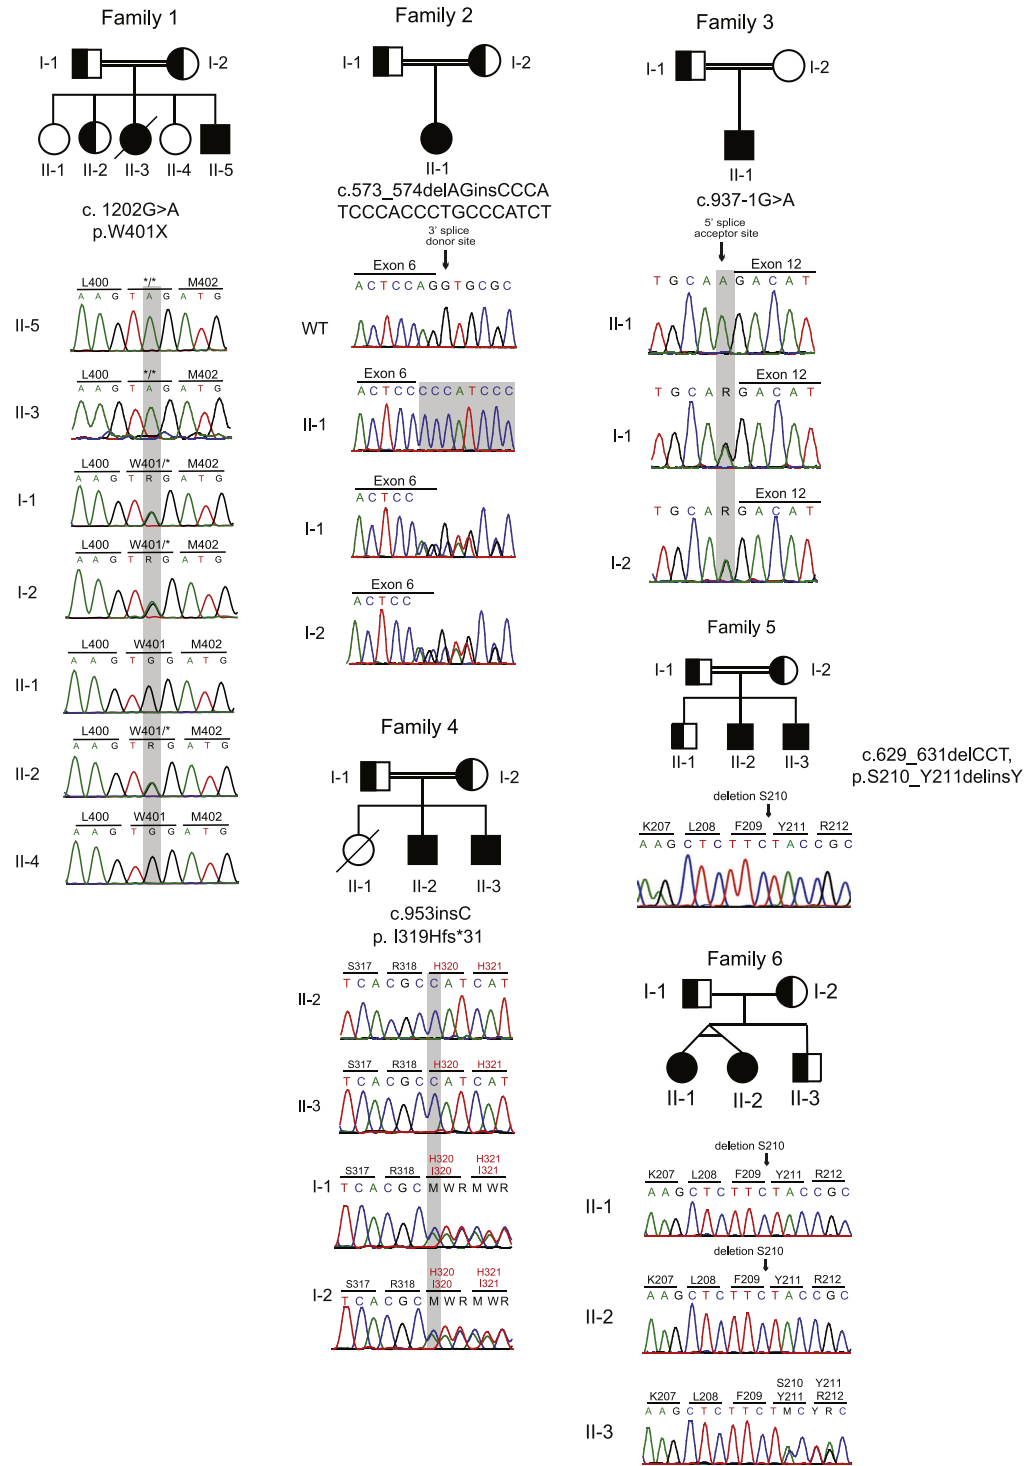 Family 1
I-1
I-2
II-1
II-2
II-3
II-4
II-5
c. 1202G>A
p.W401X
L400 */* M402
A A G T A G A T G
II-5
L400 */* M402
A A G T A G A T G
II-3
L400 W401/* M402
A A G T R G A T G
I-1
L400 W401/* M402
A A G T R G A T G
I-2
L400 W401 M402
A A G T G G A T G
II-1
L400 W401/* M402
A A G T R G A T G
II-2
L400 W401 M402
A A G T G G A T G
II-4
Family 2
I-1
I-2
II-1
c.573_574delAGinsCCCA
TCCCACCCTGCCCATCT
3' splice
donor site
Exon 6
A C T C C A G G T G C G C
WT
Exon 6
A C T C C C C C A T C C C
II-1
Exon 6
A C T C C
I-1
Exon 6
A C T C C
I-2
Family 3
I-1
I-2
II-1
c.937-1G>A
5' splice
acceptor site
Exon 12
T G C A A G A C A T
II-1
Exon 12
T G C A R G A C A T
I-1
Exon 12
T G C A R G A C A T
I-2
Family 4
I-1
I-2
II-1
II-2
II-3
c.953insC
p. I319Hfs*31
S317 R318 H320 H321
T C A C G C C A T C A T
II-2
S317 R318 H320 H321
T C A C G C C A T C A T
II-3
H320 H321
S317 R318 I320 I321
T C A C G C M W R M W R
I-1
H320 H321
S317 R318 I320 I321
T C A C G C M W R M W R
I-2
Family 5
I-1
I-2
II-1
II-2
II-3
c.629_631delCCT,
p.S210_Y211delinsY
deletion S210
K207 L208 F209 Y211 R212
A A G C T C T T C T A C C G C
Family 6
I-1
I-2
II-1
II-2
II-3
deletion S210
K207 L208 F209 Y211 R212
A A G C T C T T C T A C C G C
II-1
deletion S210
K207 L208 F209 Y211 R212
A A G C T C T T C T A C C G C
II-2
S210 Y211
K207 L208 F209 Y211 R212
A A G C T C T T C T M C Y R C
II-3